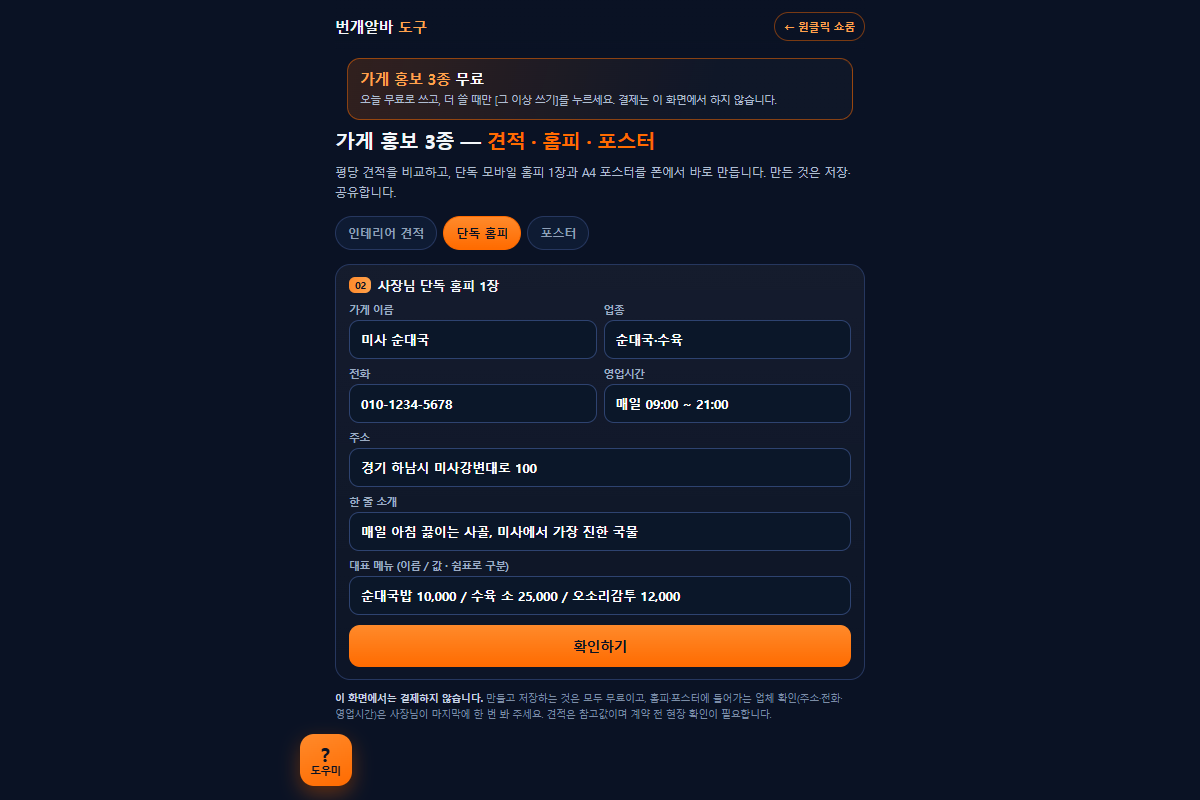 번개알바 도구
← 원클릭 쇼룸
가게 홍보 3종 무료
오늘 무료로 쓰고, 더 쓸 때만 [그 이상 쓰기]를 누르세요. 결제는 이 화면에서 하지 않습니다.
가게 홍보 3종 — 견적 · 홈피 · 포스터
평당 견적을 비교하고, 단독 모바일 홈피 1장과 A4 포스터를 폰에서 바로 만듭니다. 만든 것은 저장·
공유합니다.
인테리어 견적
단독 홈피
포스터
02 사장님 단독 홈피 1장
가게 이름
업종
미사 순대국
순대국·수육
전화
영업시간
010-1234-5678
매일 09:00 ~ 21:00
주소
경기 하남시 미사강변대로 100
한 줄 소개
매일 아침 끓이는 사골, 미사에서 가장 진한 국물
대표 메뉴 (이름 / 값 · 쉼표로 구분)
순대국밥 10,000 / 수육 소 25,000 / 오소리감투 12,000
확인하기
이 화면에서는 결제하지 않습니다. 만들고 저장하는 것은 모두 무료이고, 홈피·포스터에 들어가는 업체 확인(주소·전화·
영업시간)은 사장님이 마지막에 한 번 봐 주세요. 견적은 참고값이며 계약 전 현장 확인이 필요합니다.
?
도우미